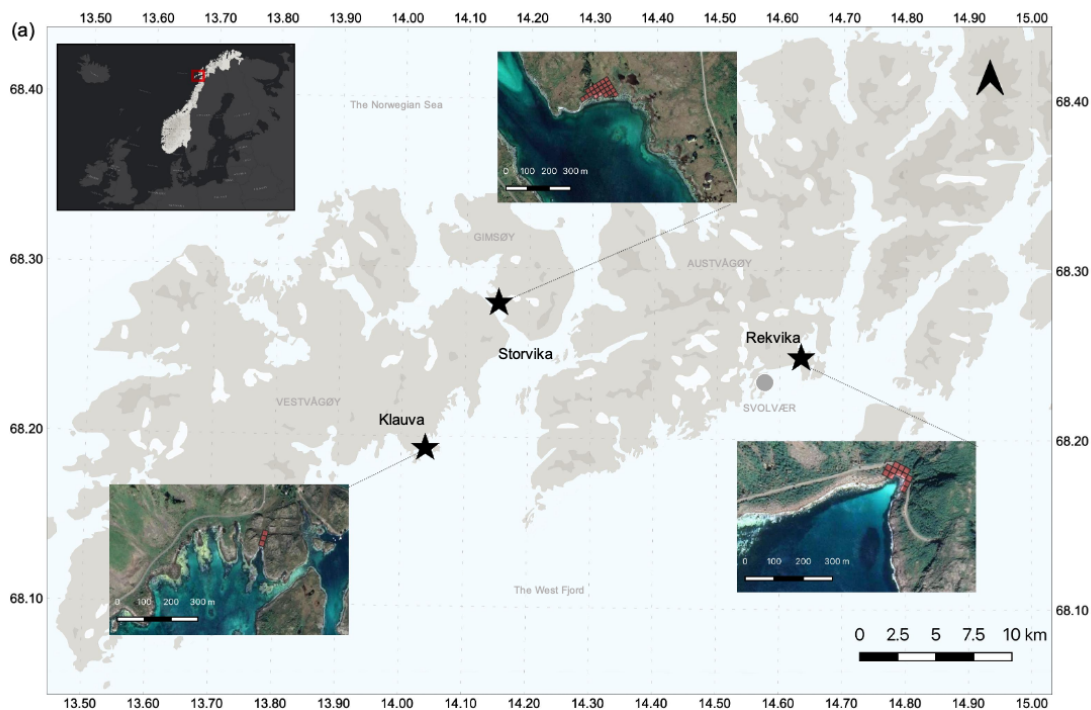 (a)
13.50 13.60 13.70 13.80 13.90 14.00 14.10 14.20 14.30 14.40 14.50 14.60 14.70 14.80 14.90 15.00
68.40
The Norwegian Sea
68.40
0 100 200 300 m
GIMSØY
68.30
AUSTVÅGØY
68.30
Storvika
Rekvika
VESTVÅGØY
SVOLVÆR
Klauva
68.20
68.20
0 100 200 300 m
0 100 200 300 m
The West Fjord
68.10
68.10
0 2.5 5 7.5 10 km
13.50 13.60 13.70 13.80 13.90 14.00 14.10 14.20 14.30 14.40 14.50 14.60 14.70 14.80 14.90 15.00